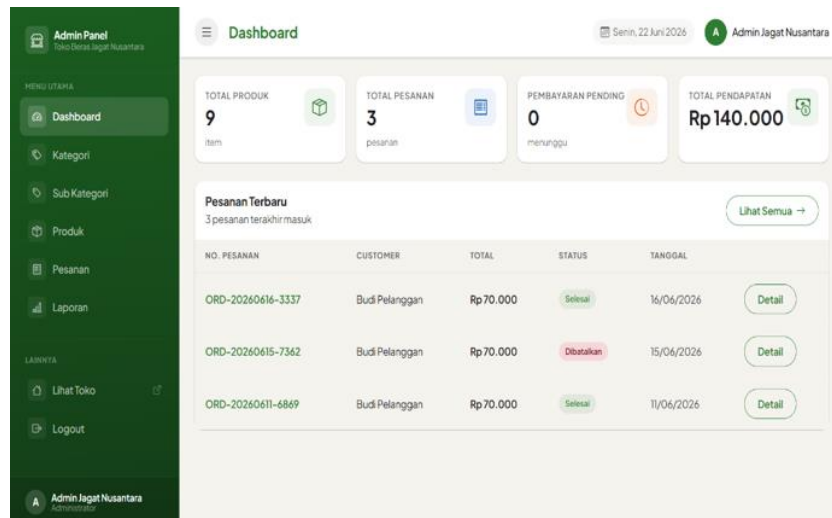 Admin Panel
Toko Beras Jagat Nusantara
MENU UTAMA
Dashboard
Kategori
Sub Kategori
Produk
Pesanan
Laporan
LAINNYA
Lihat Toko
Logout
A
Admin Jagat Nusantara
Administrator
Dashboard
Senin, 22 Juni 2026
A
Admin Jagat Nusantara
TOTAL PRODUK
9
item
TOTAL PESANAN
3
pesanan
PEMBAYARAN PENDING
0
menunggu
TOTAL PENDAPATAN
Rp 140.000
Pesanan Terbaru
3 pesanan terakhir masuk
Lihat Semua →
NO. PESANAN CUSTOMER TOTAL STATUS TANGGAL
ORD-20260616-3337 Budi Pelanggan Rp 70.000 Selesai 16/06/2026 Detail
ORD-20260615-7362 Budi Pelanggan Rp 70.000 Dibatalkan 15/06/2026 Detail
ORD-20260611-6869 Budi Pelanggan Rp 70.000 Selesai 11/06/2026 Detail